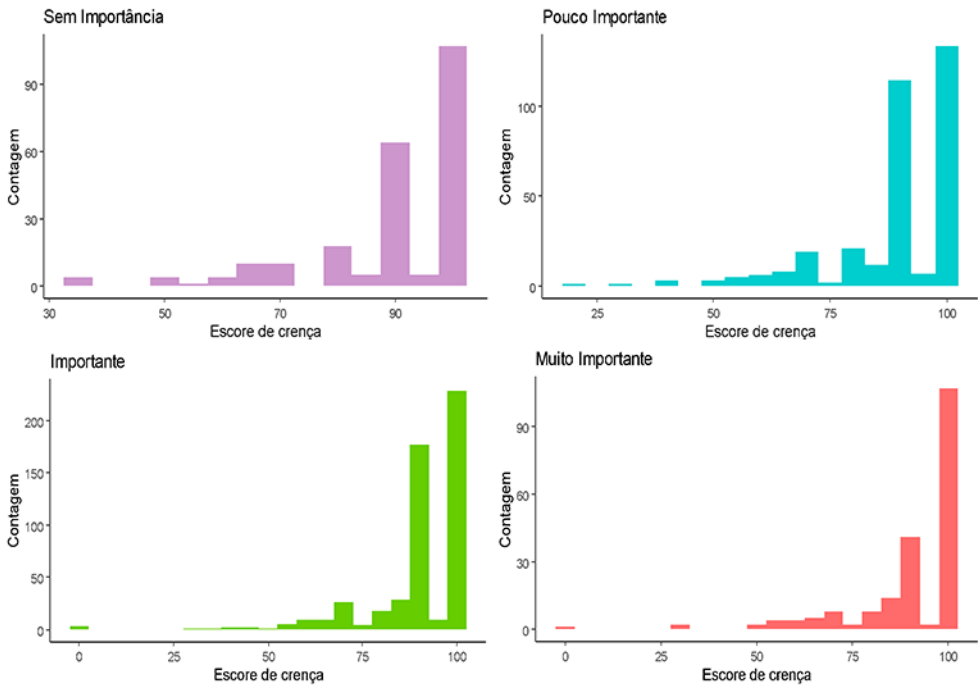 Sem Importância
Contagem
90
60
30
0
30
50
70
90
Escore de crença
Pouco Importante
Contagem
100
50
0
25
50
75
100
Escore de crença
Importante
Contagem
200
150
100
50
0
0
25
50
75
100
Escore de crença
Muito Importante
Contagem
90
60
30
0
0
25
50
75
100
Escore de crença